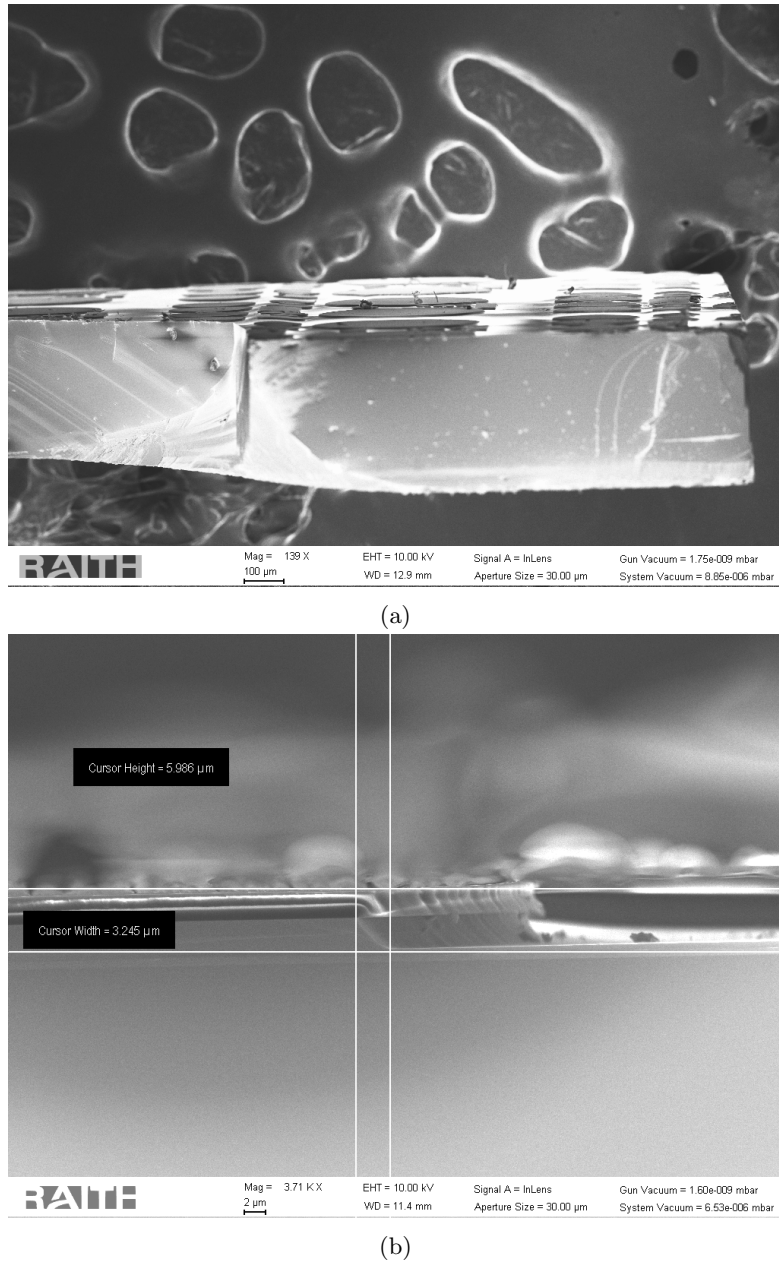 RAITH
Mag = 139 X
100 µm
EHT = 10.00 kV
WD = 12.9 mm
Signal A = InLens
Aperture Size = 30.00 µm
Gun Vacuum = 1.75e-009 mbar
System Vacuum = 8.85e-006 mbar
(a)
Cursor Height = 5.986 µm
Cursor Width = 3.245 µm
RAITH
Mag = 3.71 K X
2 µm
EHT = 10.00 kV
WD = 11.4 mm
Signal A = InLens
Aperture Size = 30.00 µm
Gun Vacuum = 1.60e-009 mbar
System Vacuum = 6.53e-006 mbar
(b)